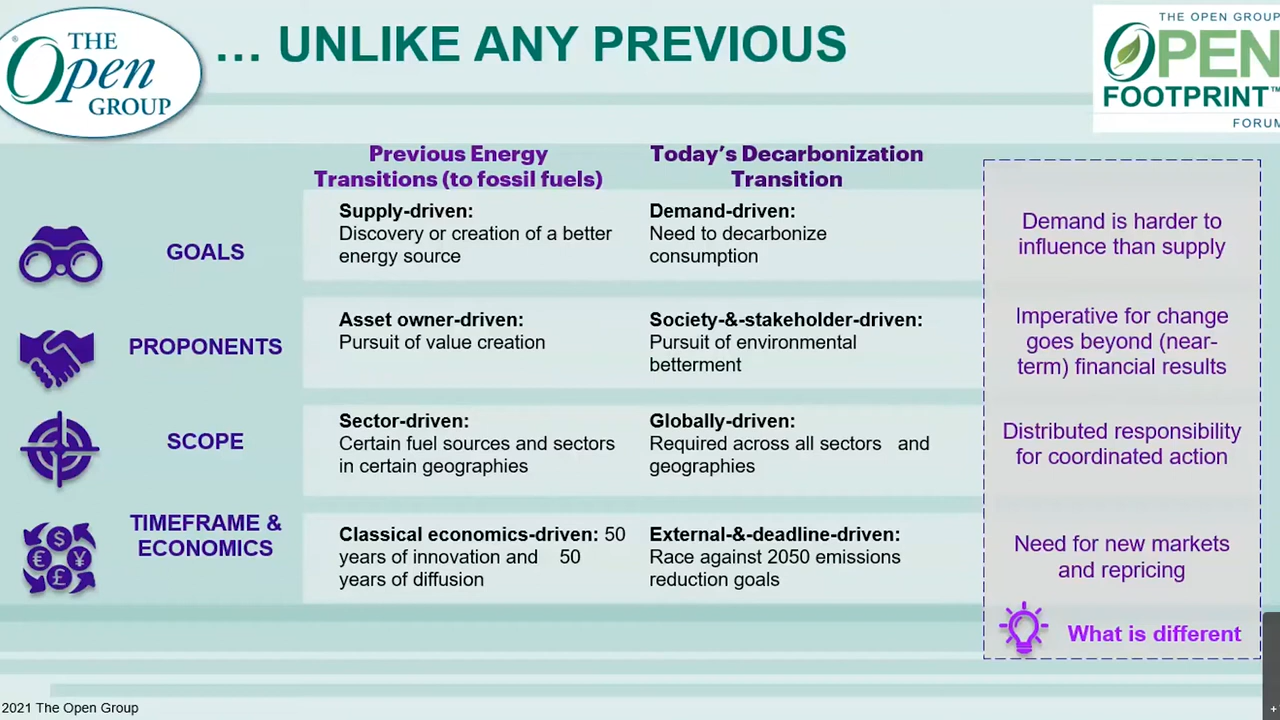 THE
Open
GROUP
®
… UNLIKE ANY PREVIOUS
THE OPEN GROUP
OPEN
FOOTPRINT™
FORUM
Previous Energy
Transitions (to fossil fuels)
Today's Decarbonization
Transition
GOALS
Supply-driven:
Discovery or creation of a better
energy source
Demand-driven:
Need to decarbonize
consumption
Demand is harder to
influence than supply
PROPONENTS
Asset owner-driven:
Pursuit of value creation
Society-&-stakeholder-driven:
Pursuit of environmental
betterment
Imperative for change
goes beyond (near-
term) financial results
SCOPE
Sector-driven:
Certain fuel sources and sectors
in certain geographies
Globally-driven:
Required across all sectors and
geographies
Distributed responsibility
for coordinated action
TIMEFRAME &
ECONOMICS
$
€ ¥
£
Classical economics-driven: 50
years of innovation and 50
years of diffusion
External-&-deadline-driven:
Race against 2050 emissions
reduction goals
Need for new markets
and repricing
What is different
2021 The Open Group
+